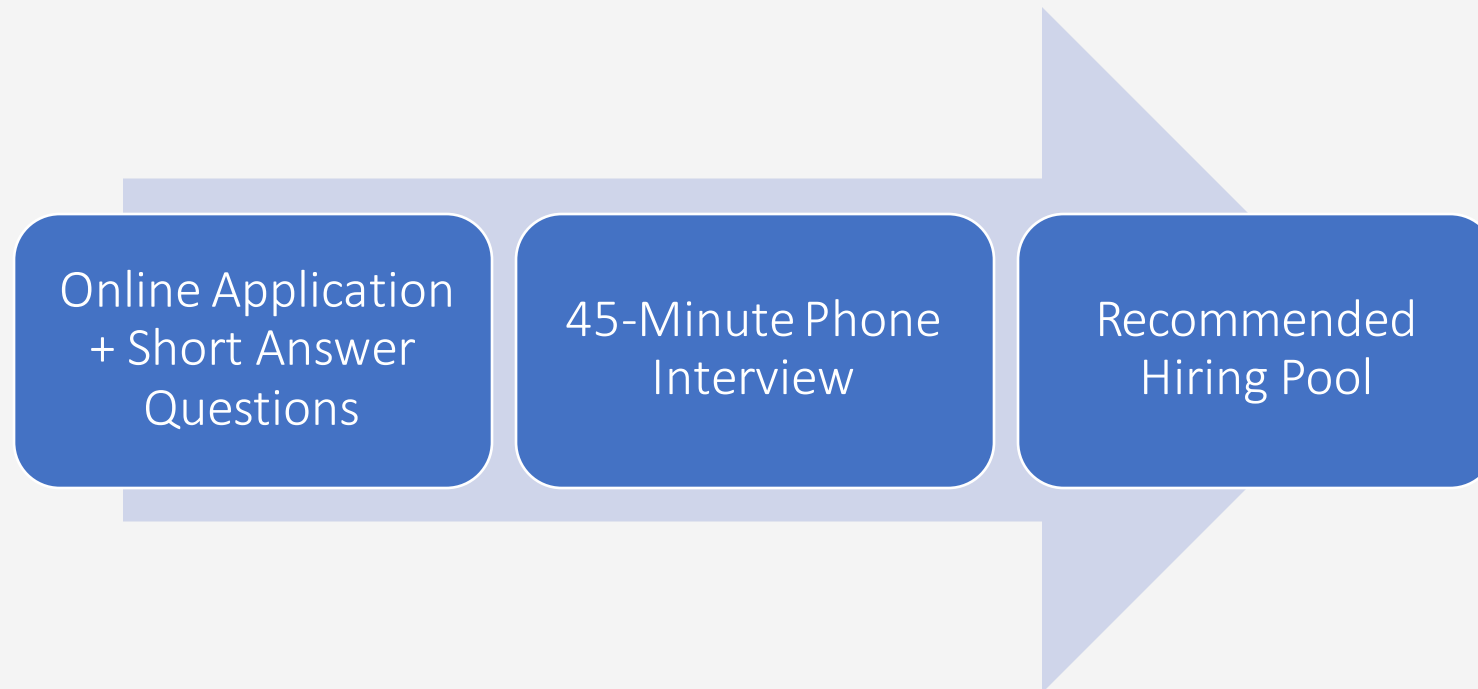 Online Application
+ Short Answer
Questions
45-Minute Phone
Interview
Recommended
Hiring Pool